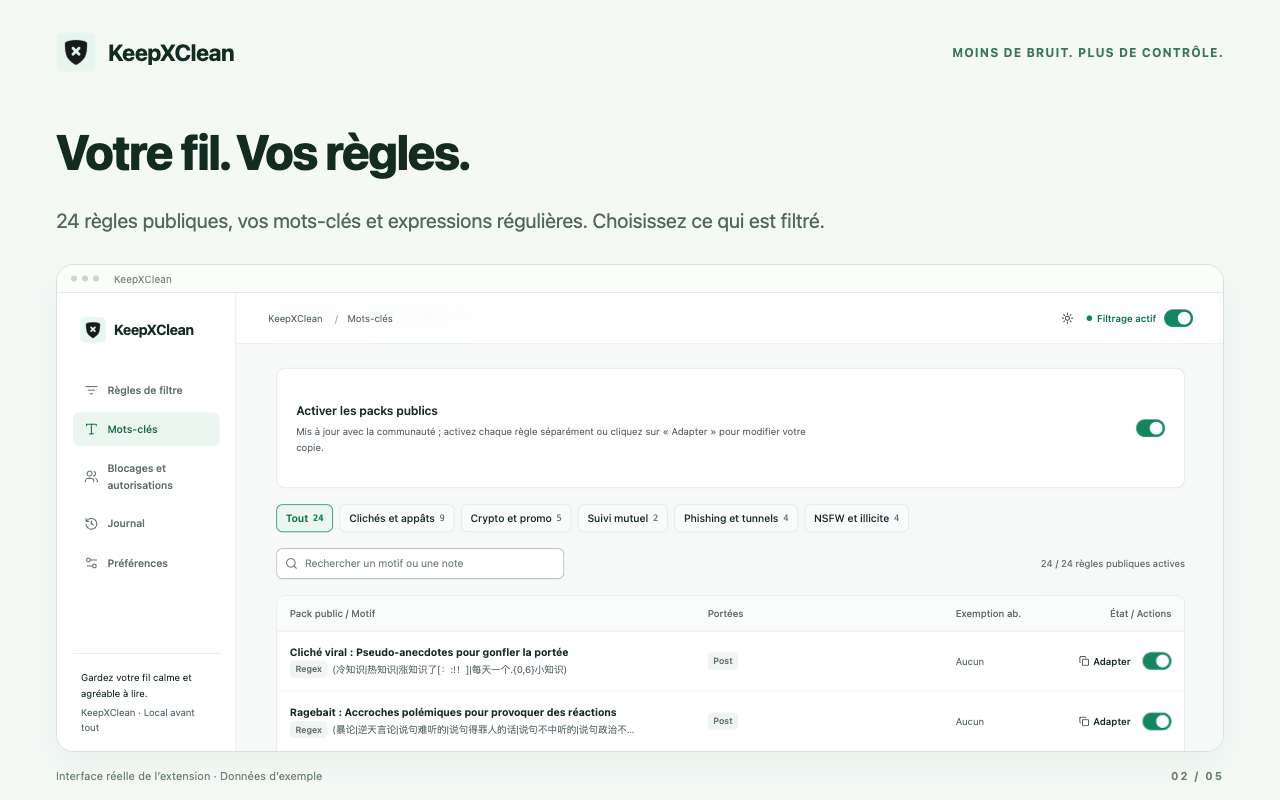 KeepXClean
MOINS DE BRUIT. PLUS DE CONTRÔLE.
Votre fil. Vos règles.
24 règles publiques, vos mots-clés et expressions régulières. Choisissez ce qui est filtré.
KeepXClean
KeepXClean
KeepXClean / Mots-clés
Filtrage actif
Règles de filtre
Mots-clés
Blocages et
autorisations
Journal
Préférences
Gardez votre fil calme et
agréable à lire.
KeepXClean · Local avant
tout
Activer les packs publics
Mis à jour avec la communauté ; activez chaque règle séparément ou cliquez sur « Adapter » pour modifier votre
copie.
Tout 24
Clichés et appâts 9
Crypto et promo 5
Suivi mutuel 2
Phishing et tunnels 4
NSFW et illicite 4
Rechercher un motif ou une note
24 / 24 règles publiques actives
Pack public / Motif
Portées
Exemption ab.
État / Actions
Cliché viral : Pseudo-anecdotes pour gonfler la portée
Regex (冷知识|热知识|涨知识了[：:!！ ]|每天一个.{0,6}小知识)
Post
Aucun
Adapter
Ragebait : Accroches polémiques pour provoquer des réactions
Regex (暴论|逆天言论|说句难听的|说句得罪人的话|说句不中听的|说句政治不...
Post
Aucun
Adapter
Interface réelle de l'extension · Données d'exemple
02 / 05